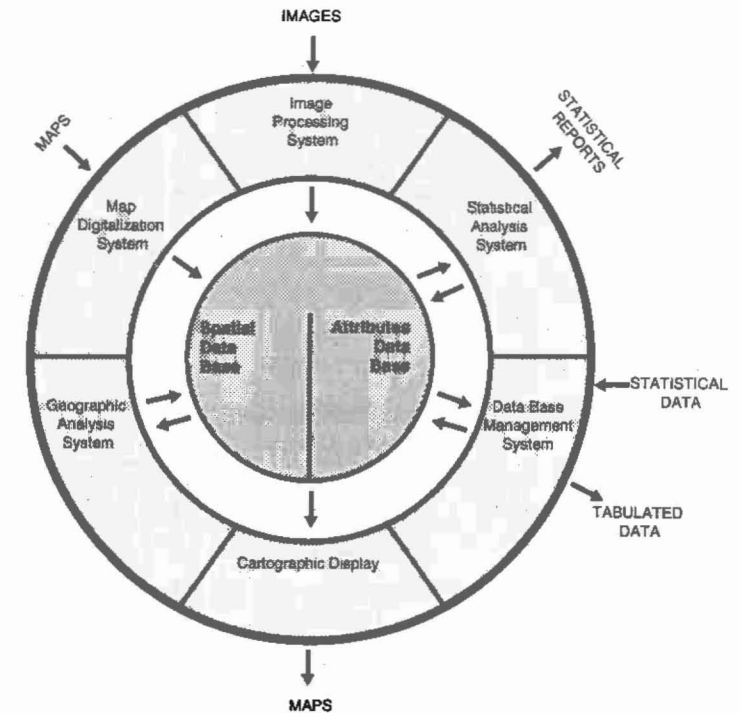 IMAGES
Image
Processing
System
MAPS
Map
Digitalization
System
STATISTICAL
REPORTS
Statistical
Analysis
System
Spatial
Data
Base
Attributes
Data
Base
Geographic
Analysis
System
Data Base
Management
System
STATISTICAL
DATA
TABULATED
DATA
Cartographic Display
MAPS